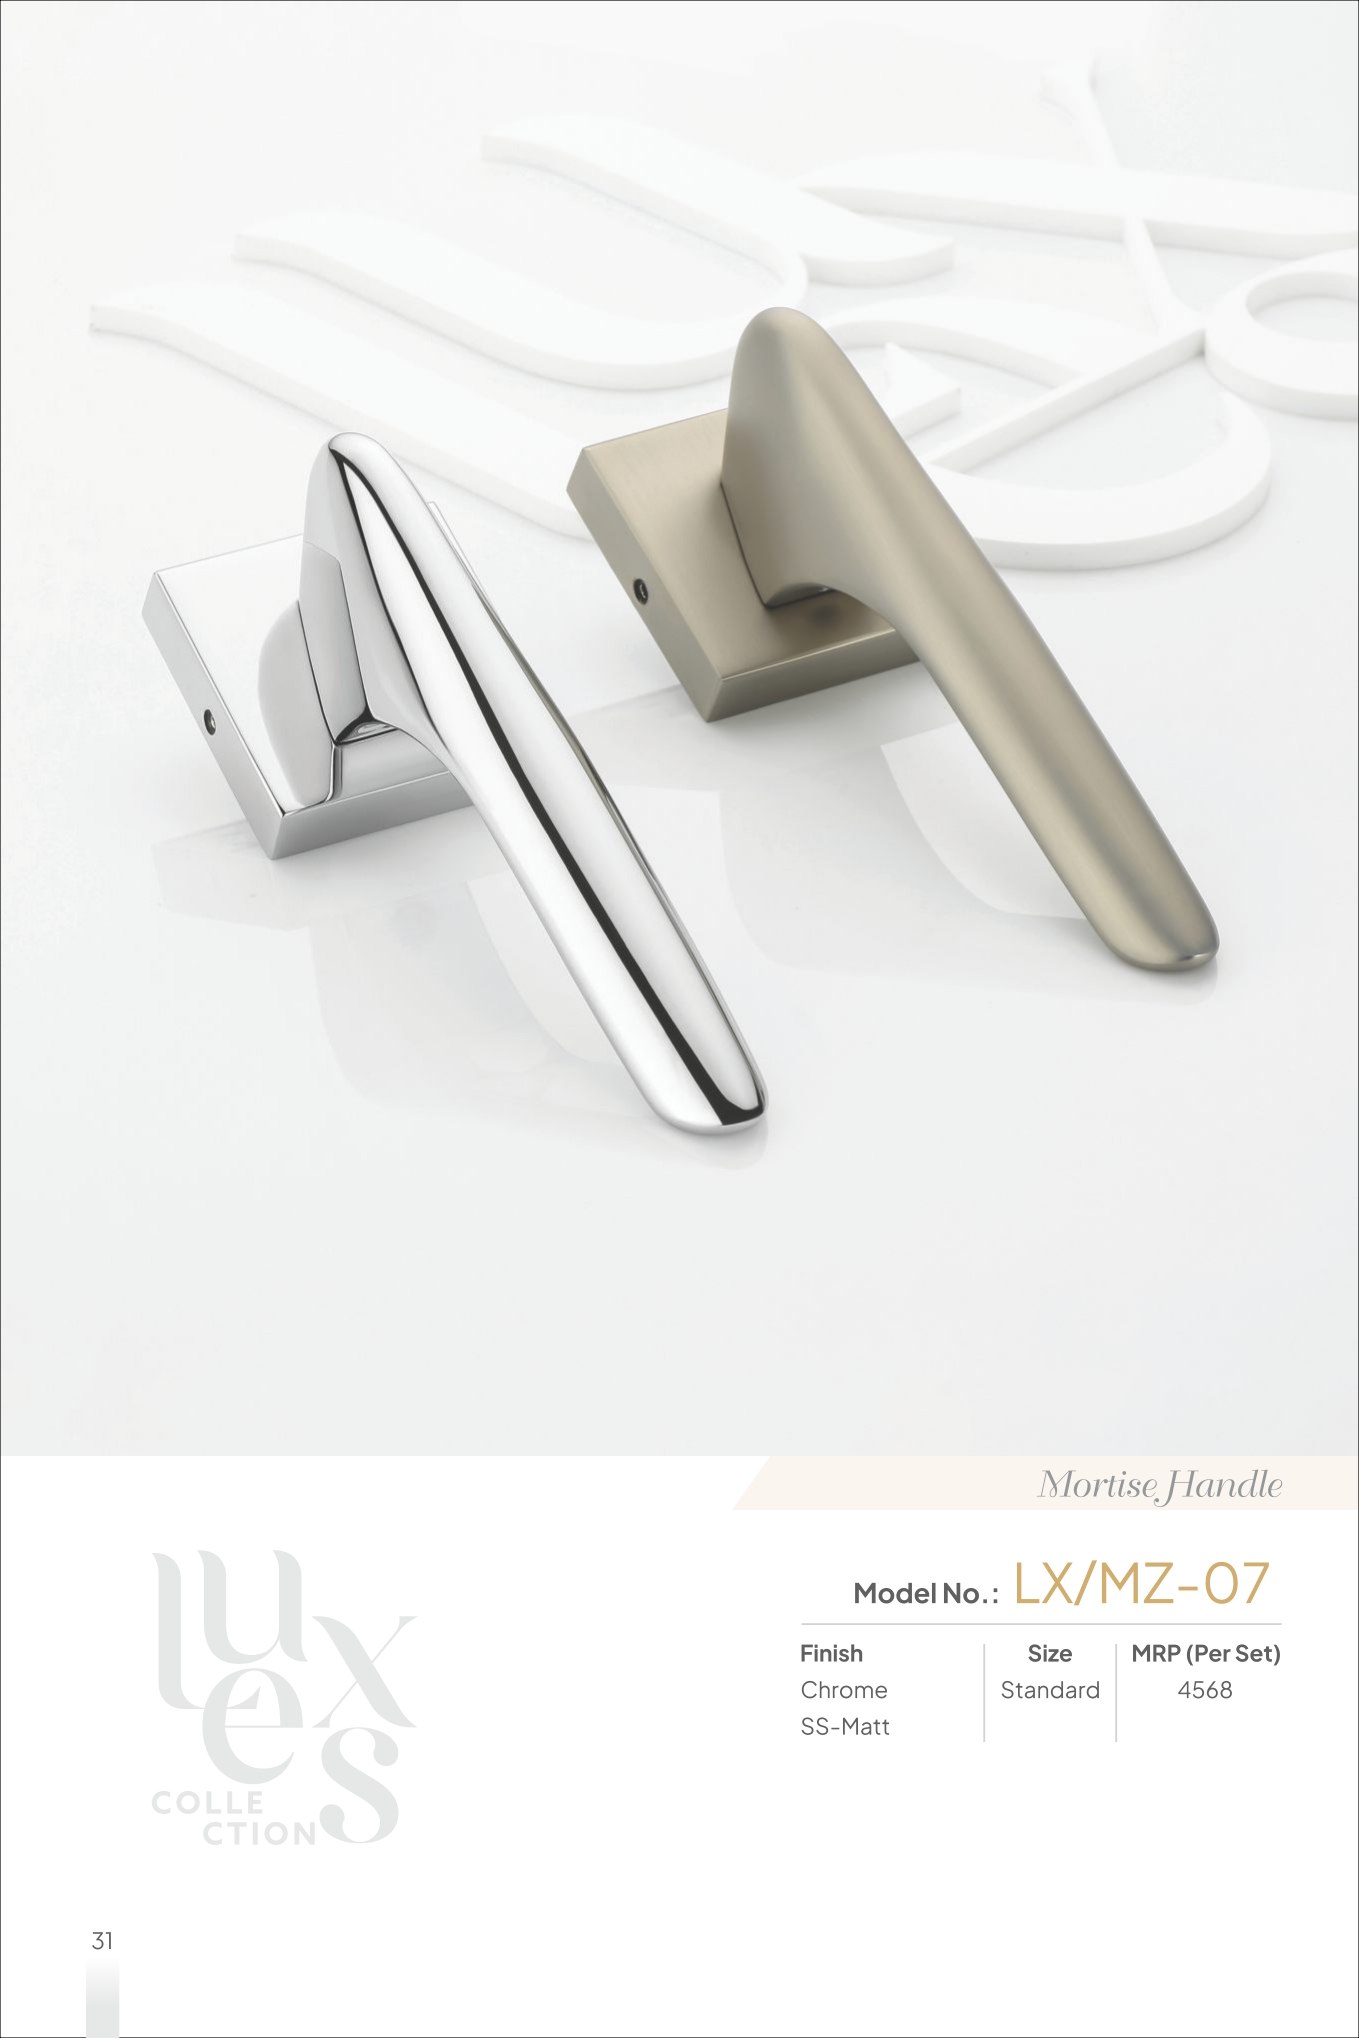 Mortise Handle
luxes
COLLE
CTION
Model No.: LX/MZ-07
Finish Size MRP (Per Set)
Chrome Standard 4568
SS-Matt
31